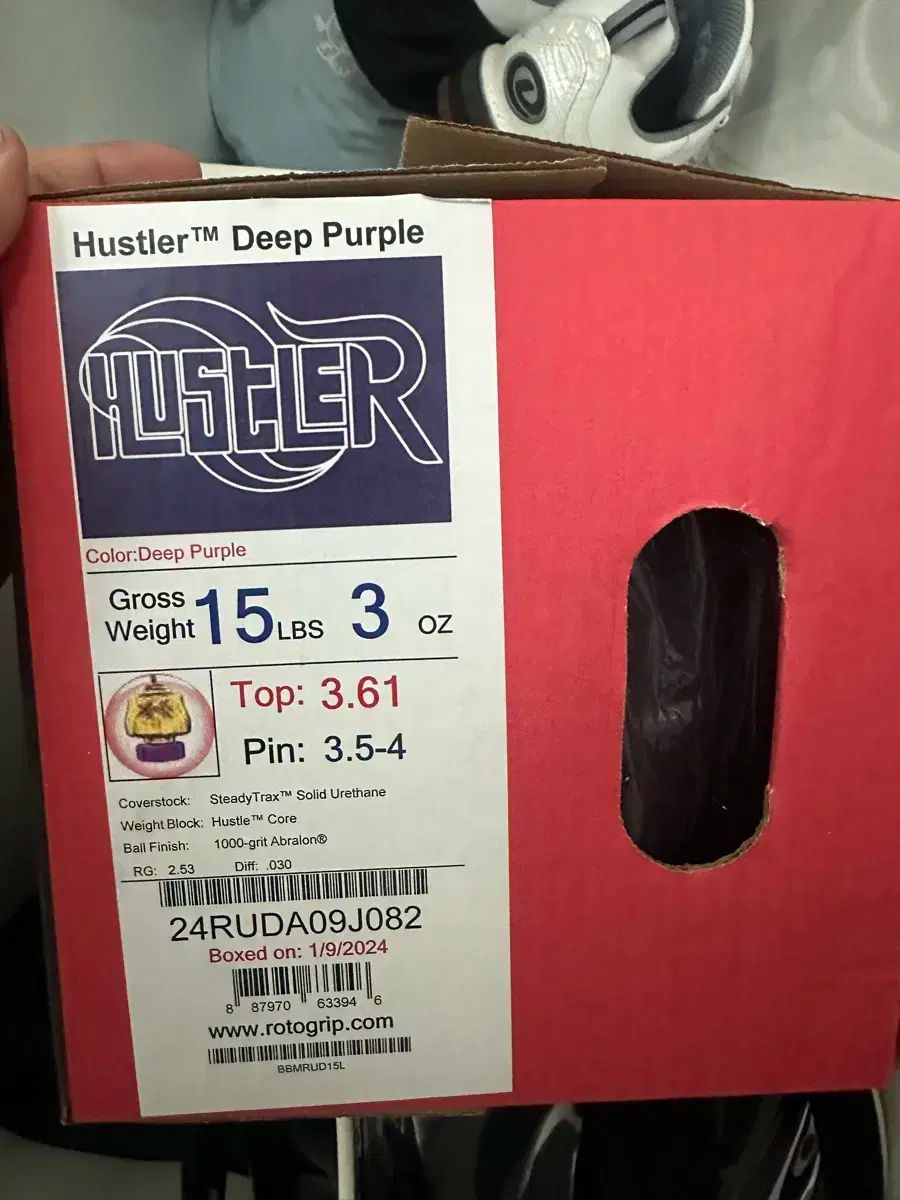 Hustler™ Deep Purple
HUSTLER
Color:Deep Purple
Gross Weight 15 LBS 3 OZ
Top: 3.61
Pin: 3.5-4
Coverstock: SteadyTrax™ Solid Urethane
Weight Block: Hustle™ Core
Ball Finish: 1000-grit Abralon®
RG: 2.53 Diff: .030
24RUDA09J082
Boxed on: 1/9/2024
8 87970 63394 6
www.rotogrip.com
BBMRUD15L